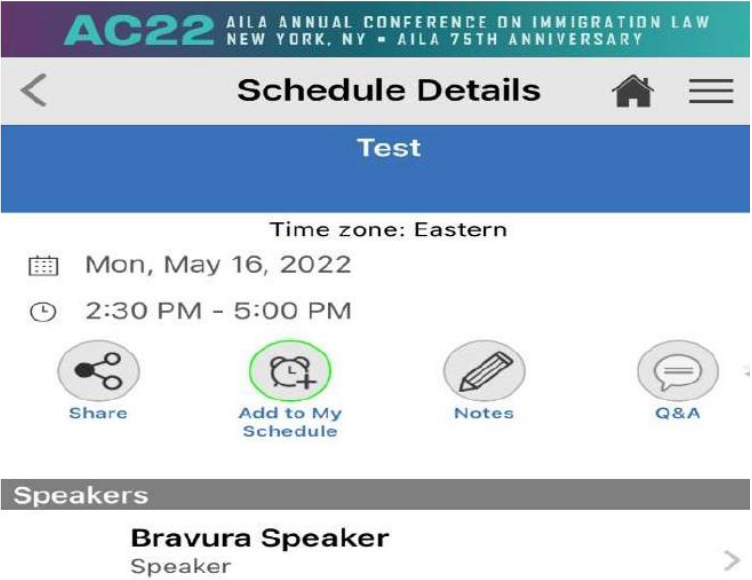 AC22 AILA ANNUAL CONFERENCE ON IMMIGRATION LAW
NEW YORK, NY ▪ AILA 75TH ANNIVERSARY
Schedule Details
Test
Time zone: Eastern
Mon, May 16, 2022
2:30 PM - 5:00 PM
Share
Add to My
Schedule
Notes
Q&A
Speakers
Bravura Speaker
Speaker